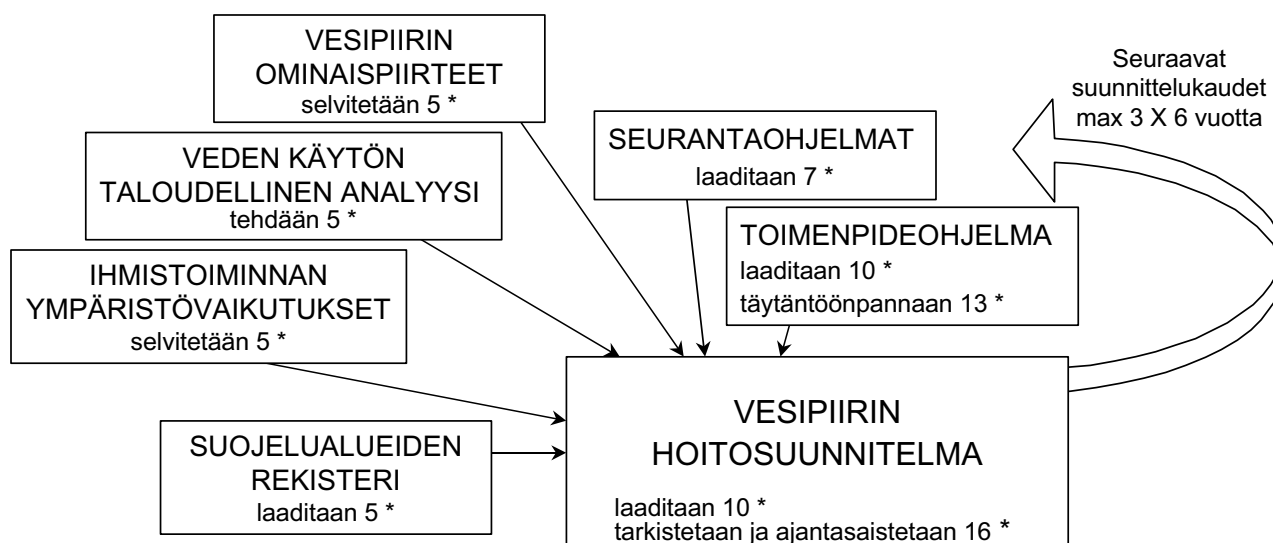 VESIPIIRIN
OMINAISPIIRTEET
selvitetään 5 *
VEDEN KÄYTÖN
TALOUDELLINEN ANALYYSI
tehdään 5 *
IHMISTOIMINNAN
YMPÄRISTÖVAIKUTUKSET
selvitetään 5 *
SUOJELUALUEIDEN
REKISTERI
laaditaan 5 *
SEURANTAOHJELMAT
laaditaan 7 *
TOIMENPIDEOHJELMA
laaditaan 10 *
täytäntöönpannaan 13 *
Seuraavat
suunnittelukaudet
max 3 X 6 vuotta
VESIPIIRIN
HOITOSUUNNITELMA
laaditaan 10 *
tarkistetaan ja ajantasaistetaan 16 *